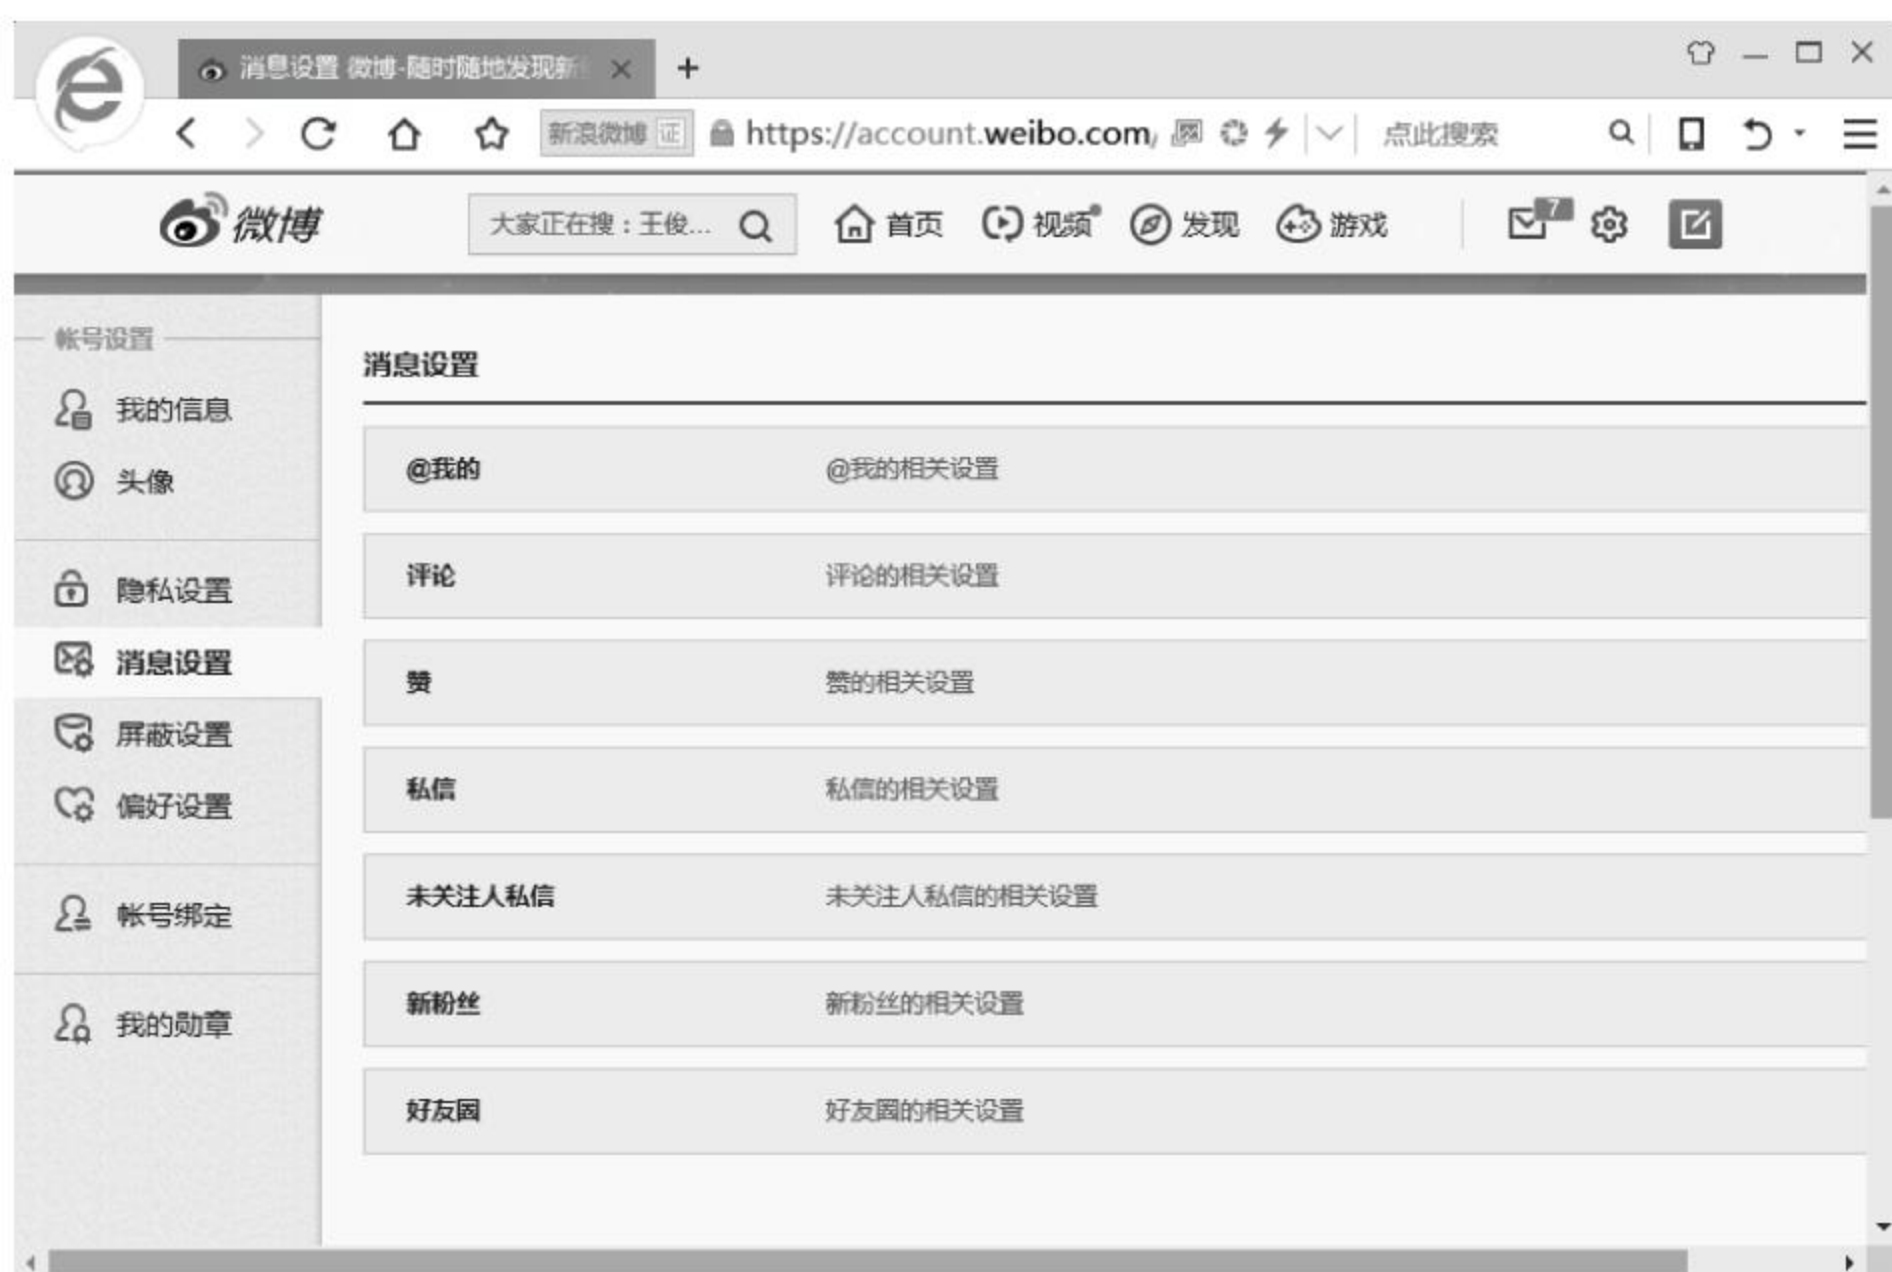 消息设置 微博-随时随地发现新
新浪微博 证 https://account.weibo.com/ 点此搜索
微博 大家正在搜：王俊... 首页 视频 发现 游戏 7
帐号设置
我的信息
头像
隐私设置
消息设置
屏蔽设置
偏好设置
帐号绑定
我的勋章
消息设置
@我的 @我的相关设置
评论 评论的相关设置
赞 赞的相关设置
私信 私信的相关设置
未关注人私信 未关注人私信的相关设置
新粉丝 新粉丝的相关设置
好友圈 好友圈的相关设置